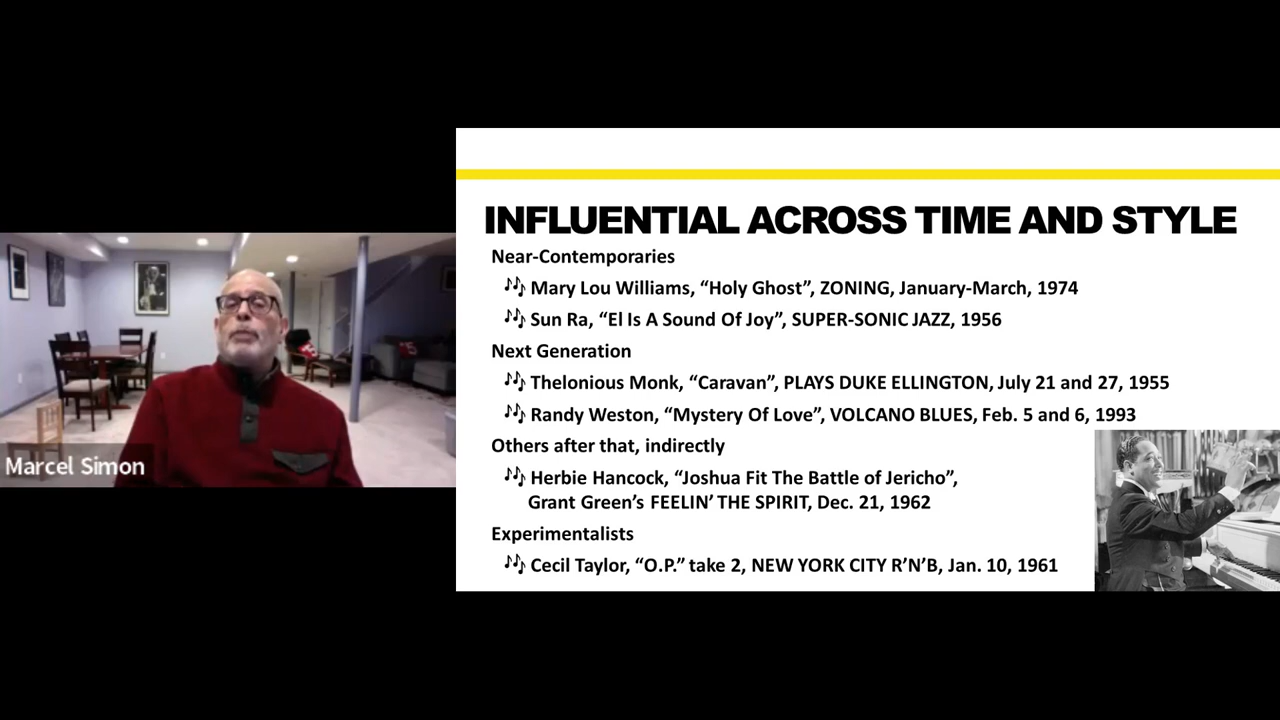 INFLUENTIAL ACROSS TIME AND STYLE
Near-Contemporaries
Mary Lou Williams, “Holy Ghost”, ZONING, January-March, 1974
Sun Ra, “El Is A Sound Of Joy”, SUPER-SONIC JAZZ, 1956
Next Generation
Thelonious Monk, “Caravan”, PLAYS DUKE ELLINGTON, July 21 and 27, 1955
Randy Weston, “Mystery Of Love”, VOLCANO BLUES, Feb. 5 and 6, 1993
Others after that, indirectly
Herbie Hancock, “Joshua Fit The Battle of Jericho”,
Grant Green’s FEELIN’ THE SPIRIT, Dec. 21, 1962
Experimentalists
Cecil Taylor, “O.P.” take 2, NEW YORK CITY R’N’B, Jan. 10, 1961
Marcel Simon